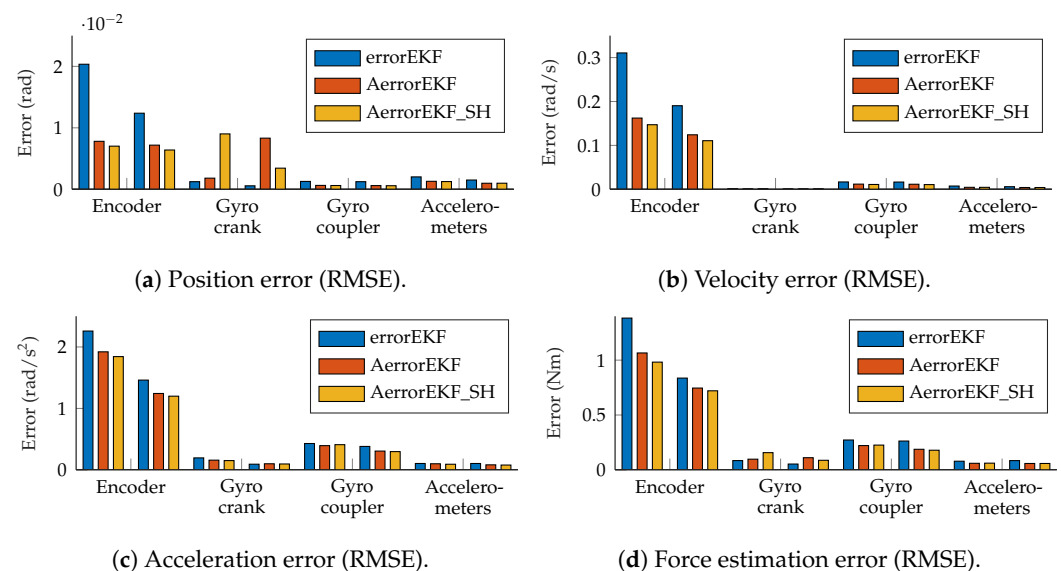 ·10⁻²
2
1
0
Error (rad)
errorEKF
AerrorEKF
AerrorEKF_SH
Encoder
Gyro
crank
Gyro
coupler
Accelero-
meters
(a) Position error (RMSE).
0.3
0.2
0.1
0
Error (rad/s)
errorEKF
AerrorEKF
AerrorEKF_SH
Encoder
Gyro
crank
Gyro
coupler
Accelero-
meters
(b) Velocity error (RMSE).
2
1
0
Error (rad/s²)
errorEKF
AerrorEKF
AerrorEKF_SH
Encoder
Gyro
crank
Gyro
coupler
Accelero-
meters
(c) Acceleration error (RMSE).
1
0.5
0
Error (Nm)
errorEKF
AerrorEKF
AerrorEKF_SH
Encoder
Gyro
crank
Gyro
coupler
Accelero-
meters
(d) Force estimation error (RMSE).